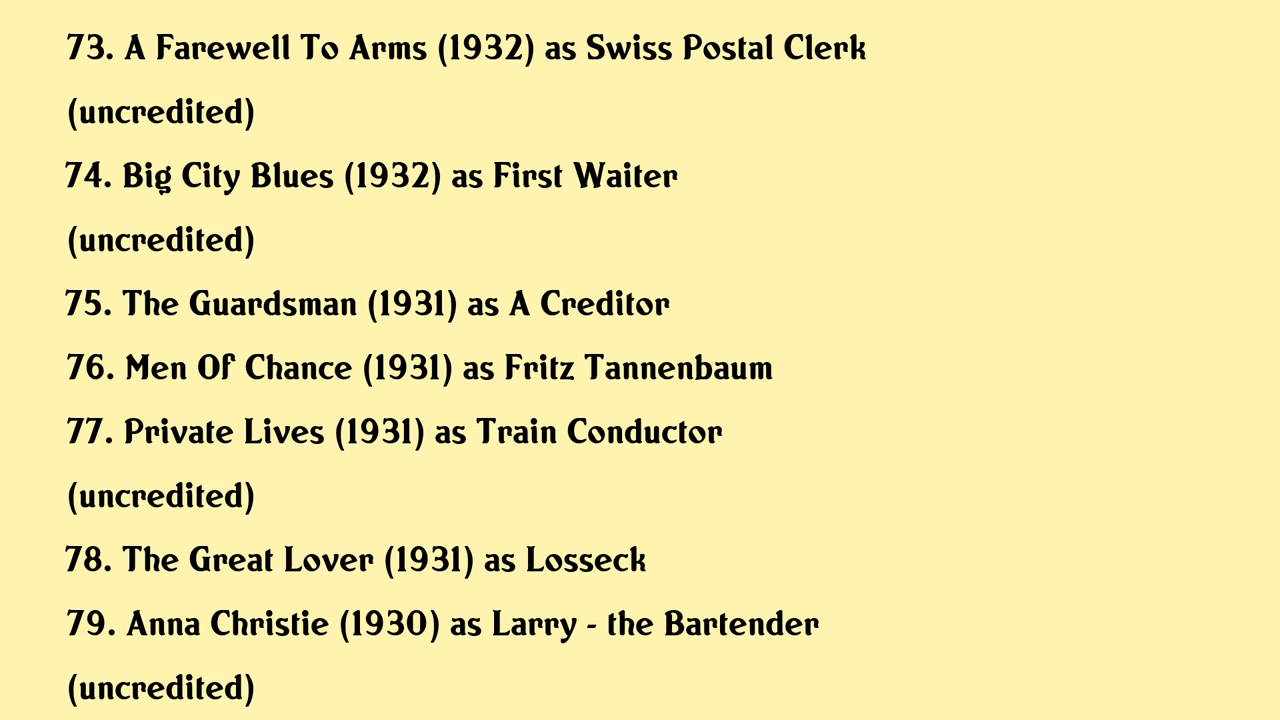 73. A Farewell To Arms (1932) as Swiss Postal Clerk
(uncredited)
74. Big City Blues (1932) as First Waiter
(uncredited)
75. The Guardsman (1931) as A Creditor
76. Men Of Chance (1931) as Fritz Tannenbaum
77. Private Lives (1931) as Train Conductor
(uncredited)
78. The Great Lover (1931) as Losseck
79. Anna Christie (1930) as Larry - the Bartender
(uncredited)